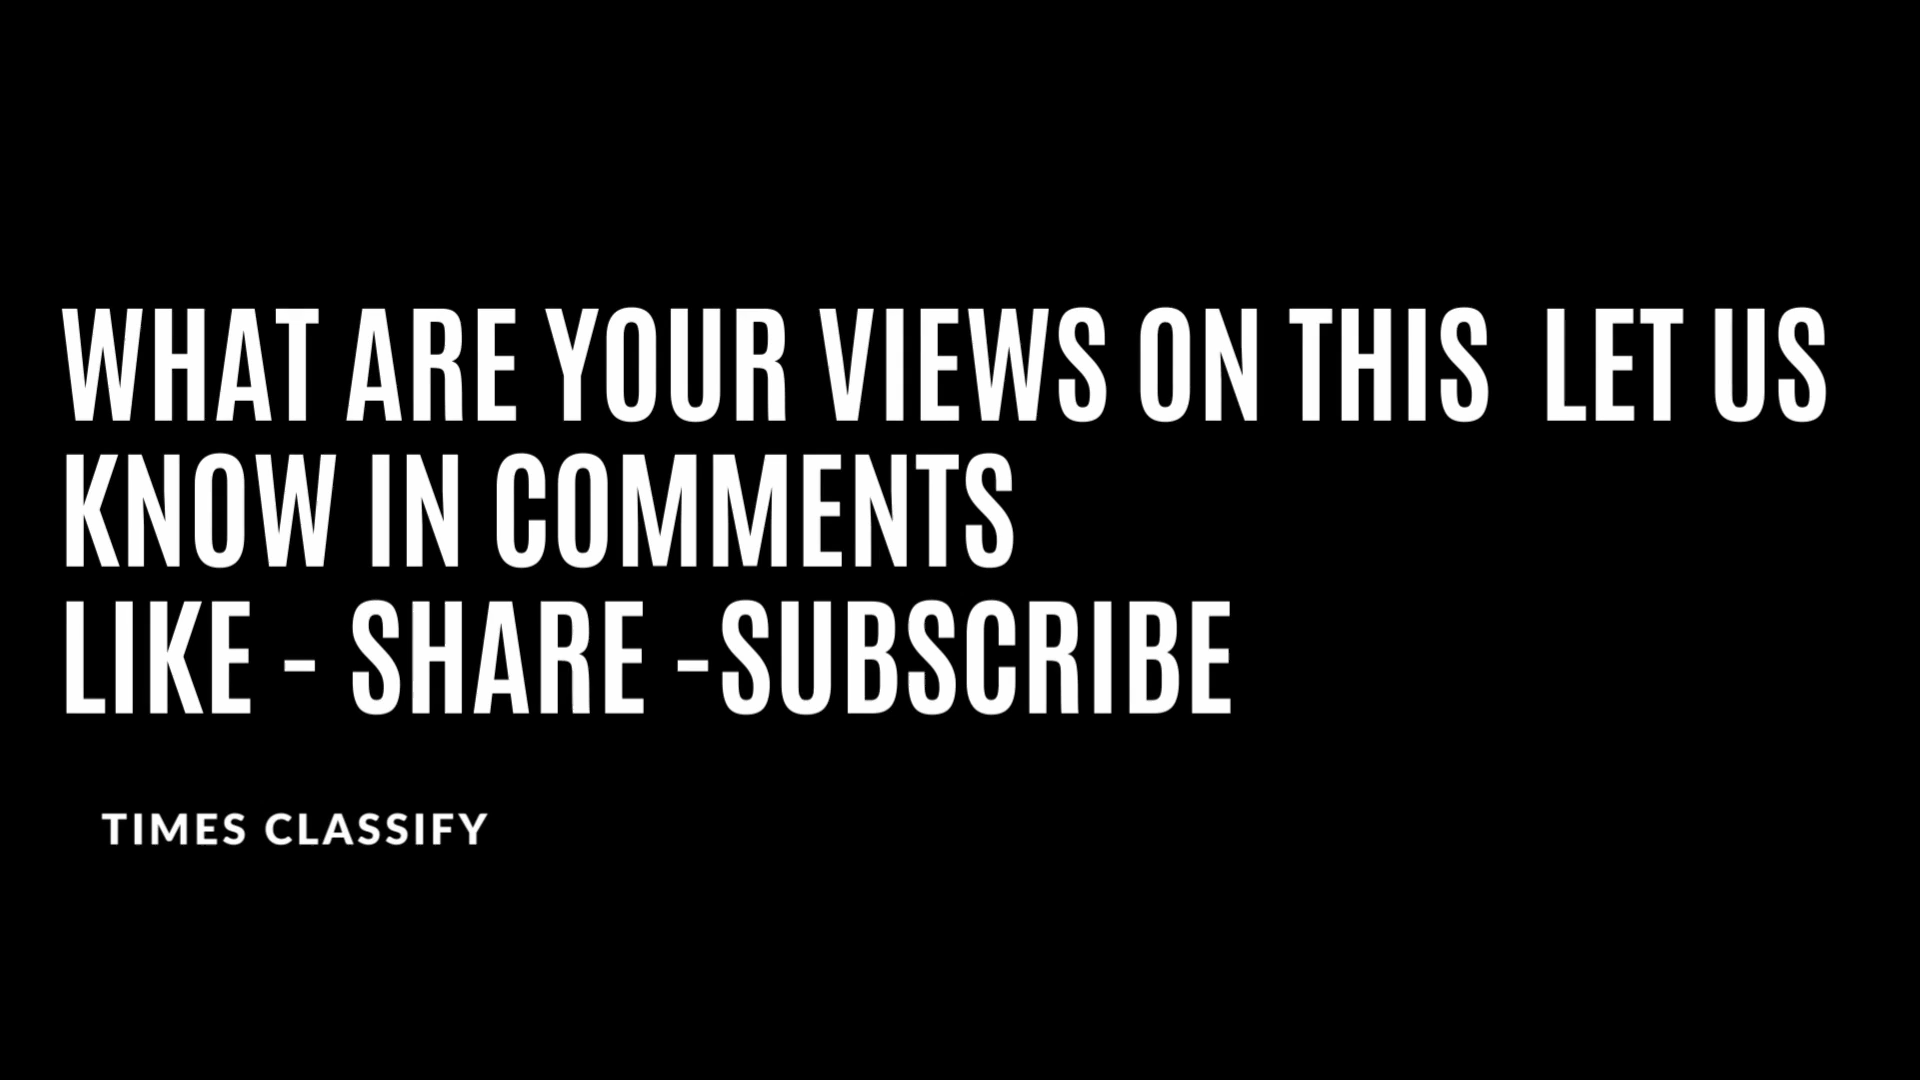 WHAT ARE YOUR VIEWS ON THIS  LET US
KNOW IN COMMENTS
LIKE - SHARE -SUBSCRIBE
TIMES CLASSIFY